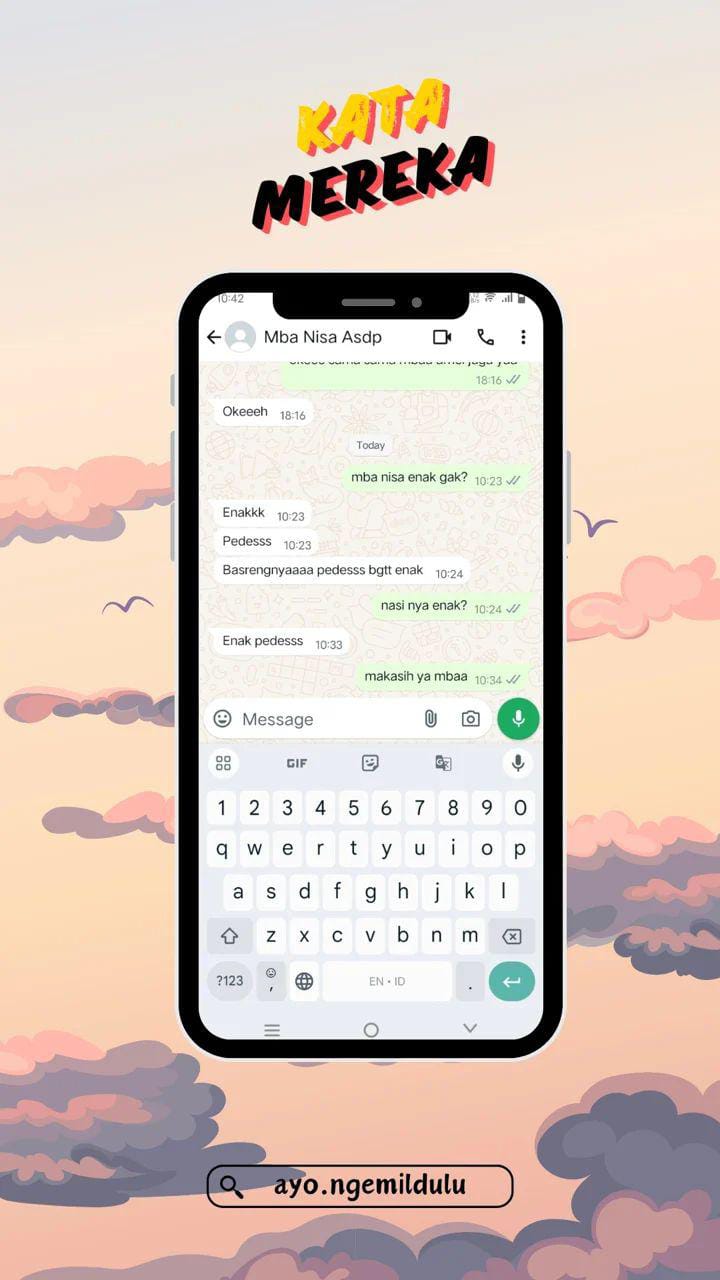 KATA
MEREKA
10:42
Mba Nisa Asdp
18:16
Okeeeh 18:16
Today
mba nisa enak gak? 10:23
Enakkk 10:23
Pedesss 10:23
Basrengnyaaaa pedesss bgtt enak 10:24
nasi nya enak? 10:24
Enak pedesss 10:33
makasih ya mbaa 10:34
Message
GIF
1 2 3 4 5 6 7 8 9 0
q w e r t y u i o p
a s d f g h j k l
z x c v b n m
?123 , EN • ID .
ayo.ngemildulu